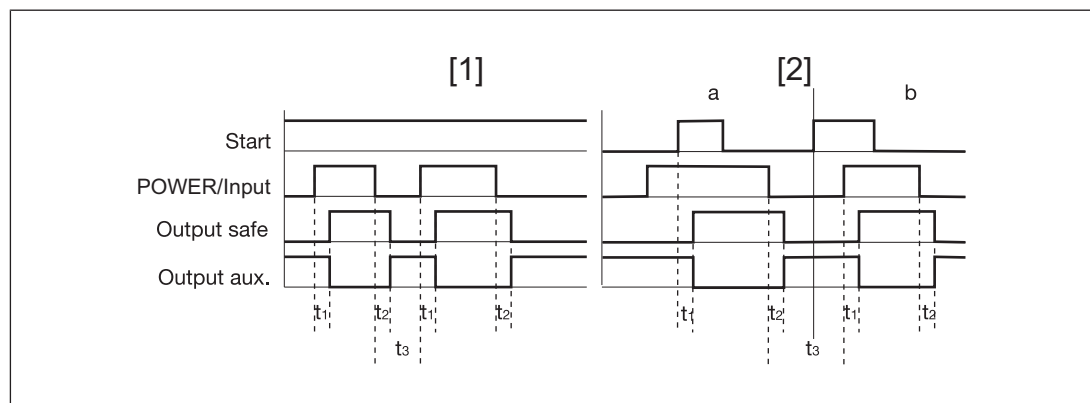 [1] [2]
a b
Start
POWER/Input
Output safe
Output aux.
t1 t2 t1 t2 t1 t2 t1 t2
t3 t3